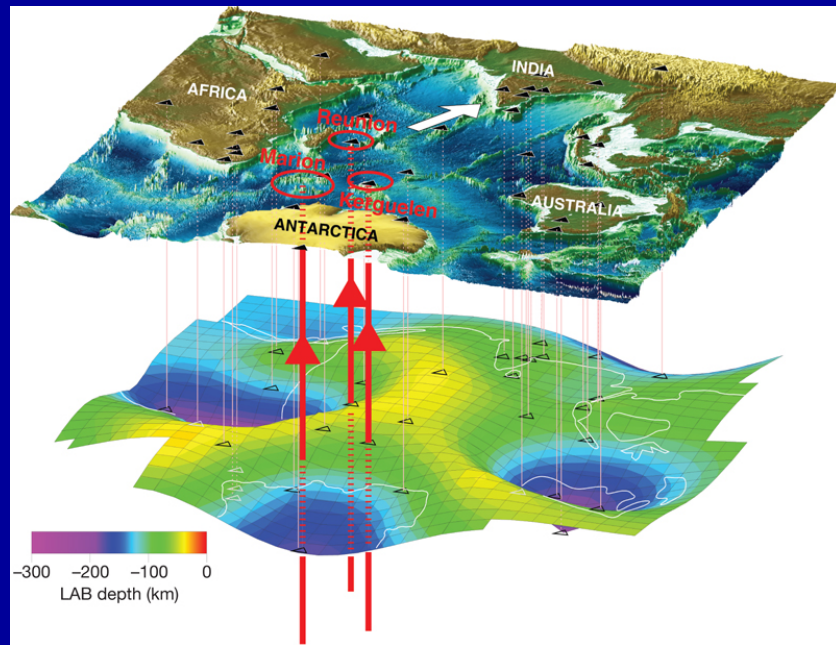 INDIA
AFRICA
Reunion
Marion
Kerguelen
AUSTRALIA
ANTARCTICA
−300 −200 −100 0
LAB depth (km)